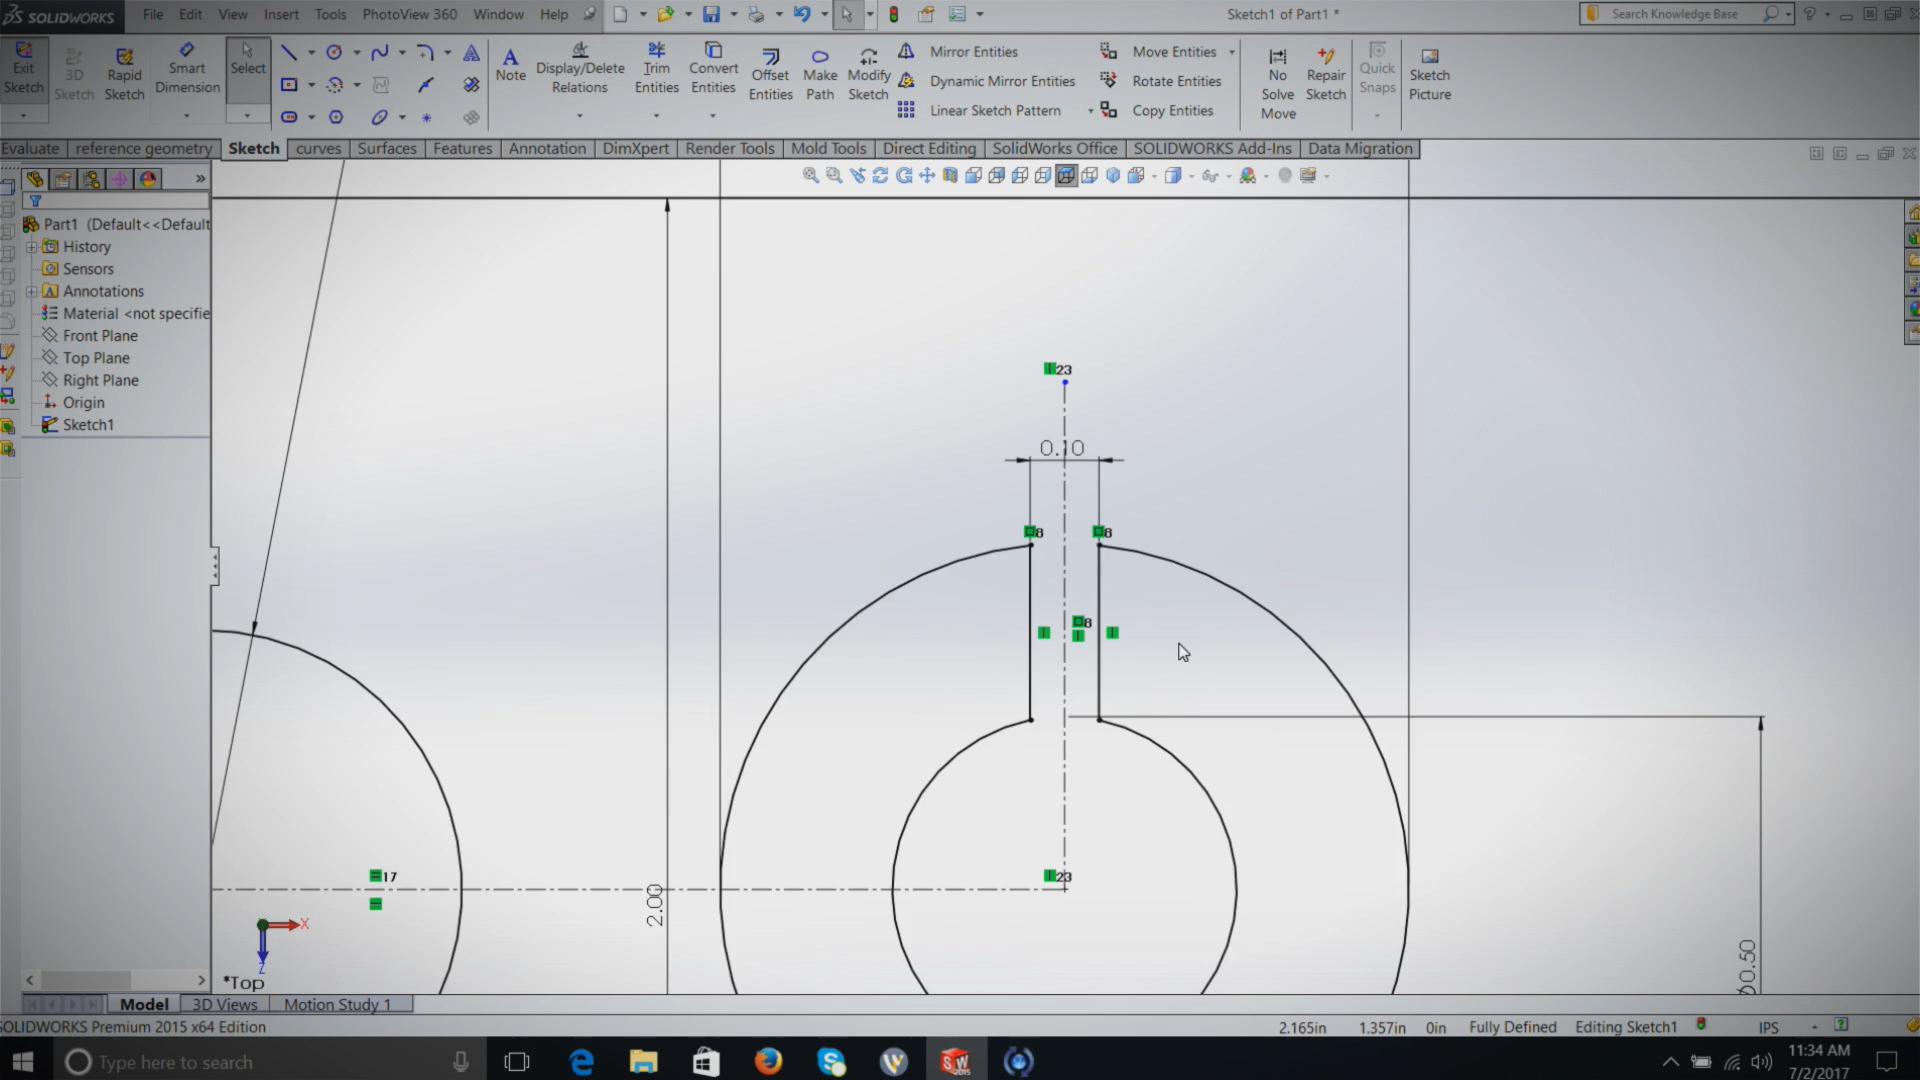 SOLIDWORKS File Edit View Insert Tools PhotoView 360 Window Help Sketch1 of Part1 * Search Knowledge Base ?
Exit Sketch
3D Sketch
Rapid Sketch
Smart Dimension
Select
Note
Display/Delete Relations
Trim Entities
Convert Entities
Offset Entities
Make Path
Modify Sketch
Mirror Entities
Dynamic Mirror Entities
Linear Sketch Pattern
Move Entities
Rotate Entities
Copy Entities
No Solve Move
Repair Sketch
Quick Snaps
Sketch Picture
Evaluate reference geometry Sketch curves Surfaces Features Annotation DimXpert Render Tools Mold Tools Direct Editing SolidWorks Office SOLIDWORKS Add-Ins Data Migration
Part1 (Default<<Default
History
Sensors
Annotations
Material <not specifie
Front Plane
Top Plane
Right Plane
Origin
Sketch1
23
0.10
8 8
8
17
23
2.00
Ø0.50
X
Z
*Top
Model 3D Views Motion Study 1
SOLIDWORKS Premium 2015 x64 Edition 2.165in 1.357in 0in Fully Defined Editing Sketch1 IPS
Type here to search
11:34 AM
7/2/2017